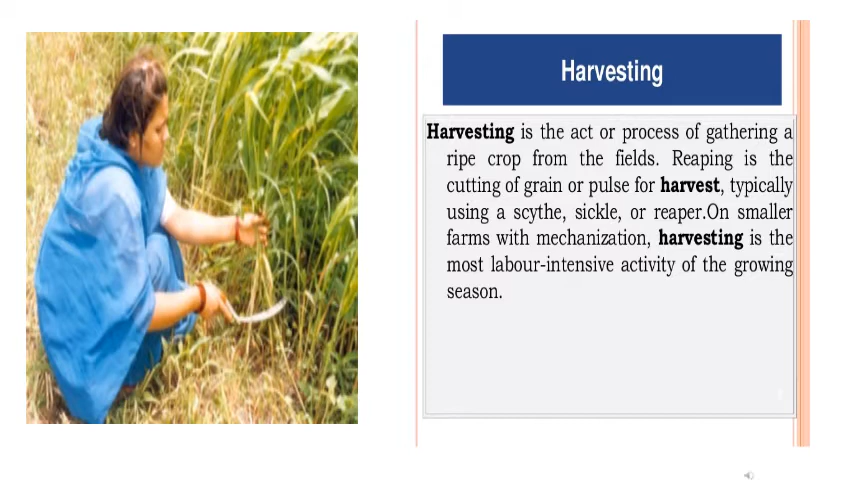 Harvesting
Harvesting is the act or process of gathering a
ripe crop from the fields. Reaping is the
cutting of grain or pulse for harvest, typically
using a scythe, sickle, or reaper.On smaller
farms with mechanization, harvesting is the
most labour-intensive activity of the growing
season.